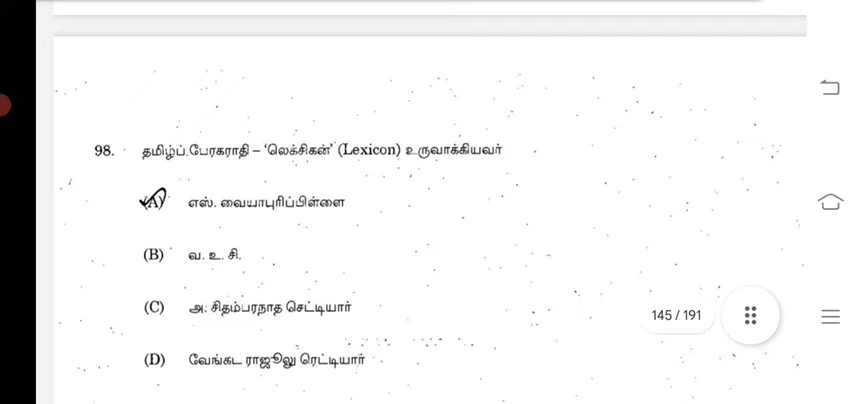 98. தமிழ்ப் பேரகராதி – ‘லெக்சிகன்’ (Lexicon) உருவாக்கியவர்
(A) எஸ். வையாபுரிப்பிள்ளை
(B) வ. உ. சி.
(C) அ. சிதம்பரநாத செட்டியார்
145 / 191
(D) வேங்கட ராஜூலு ரெட்டியார்